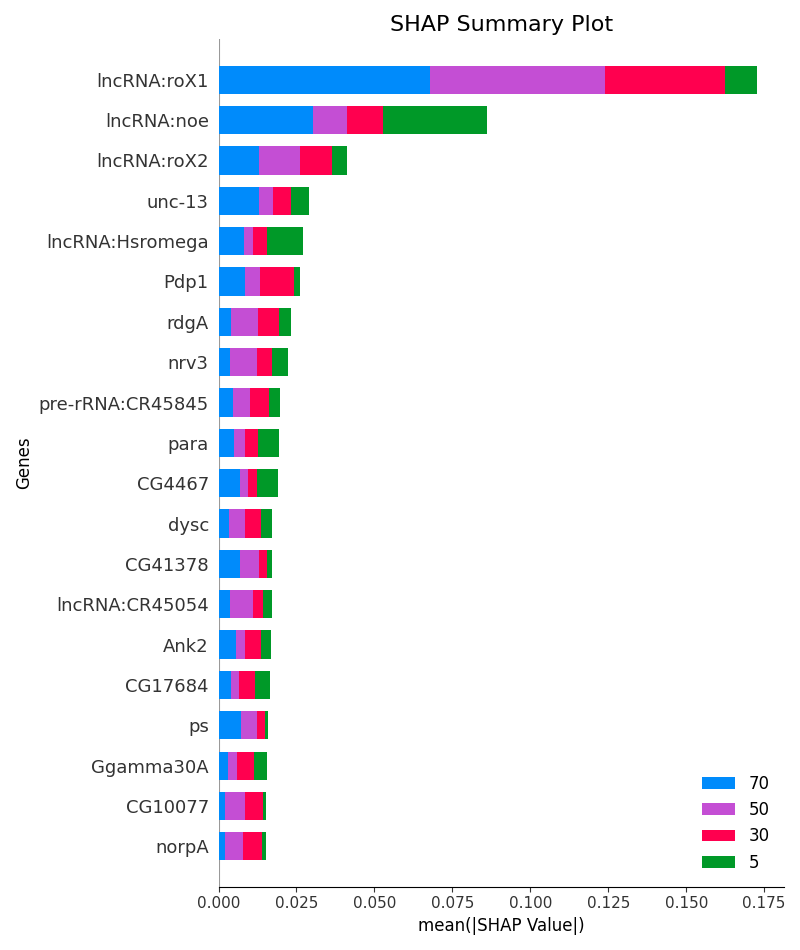 SHAP Summary Plot
Genes
lncRNA:roX1
lncRNA:noe
lncRNA:roX2
unc-13
lncRNA:Hsromega
Pdp1
rdgA
nrv3
pre-rRNA:CR45845
para
CG4467
dysc
CG41378
lncRNA:CR45054
Ank2
CG17684
ps
Ggamma30A
CG10077
norpA
70
50
30
5
0.000 0.025 0.050 0.075 0.100 0.125 0.150 0.175
mean(|SHAP Value|)